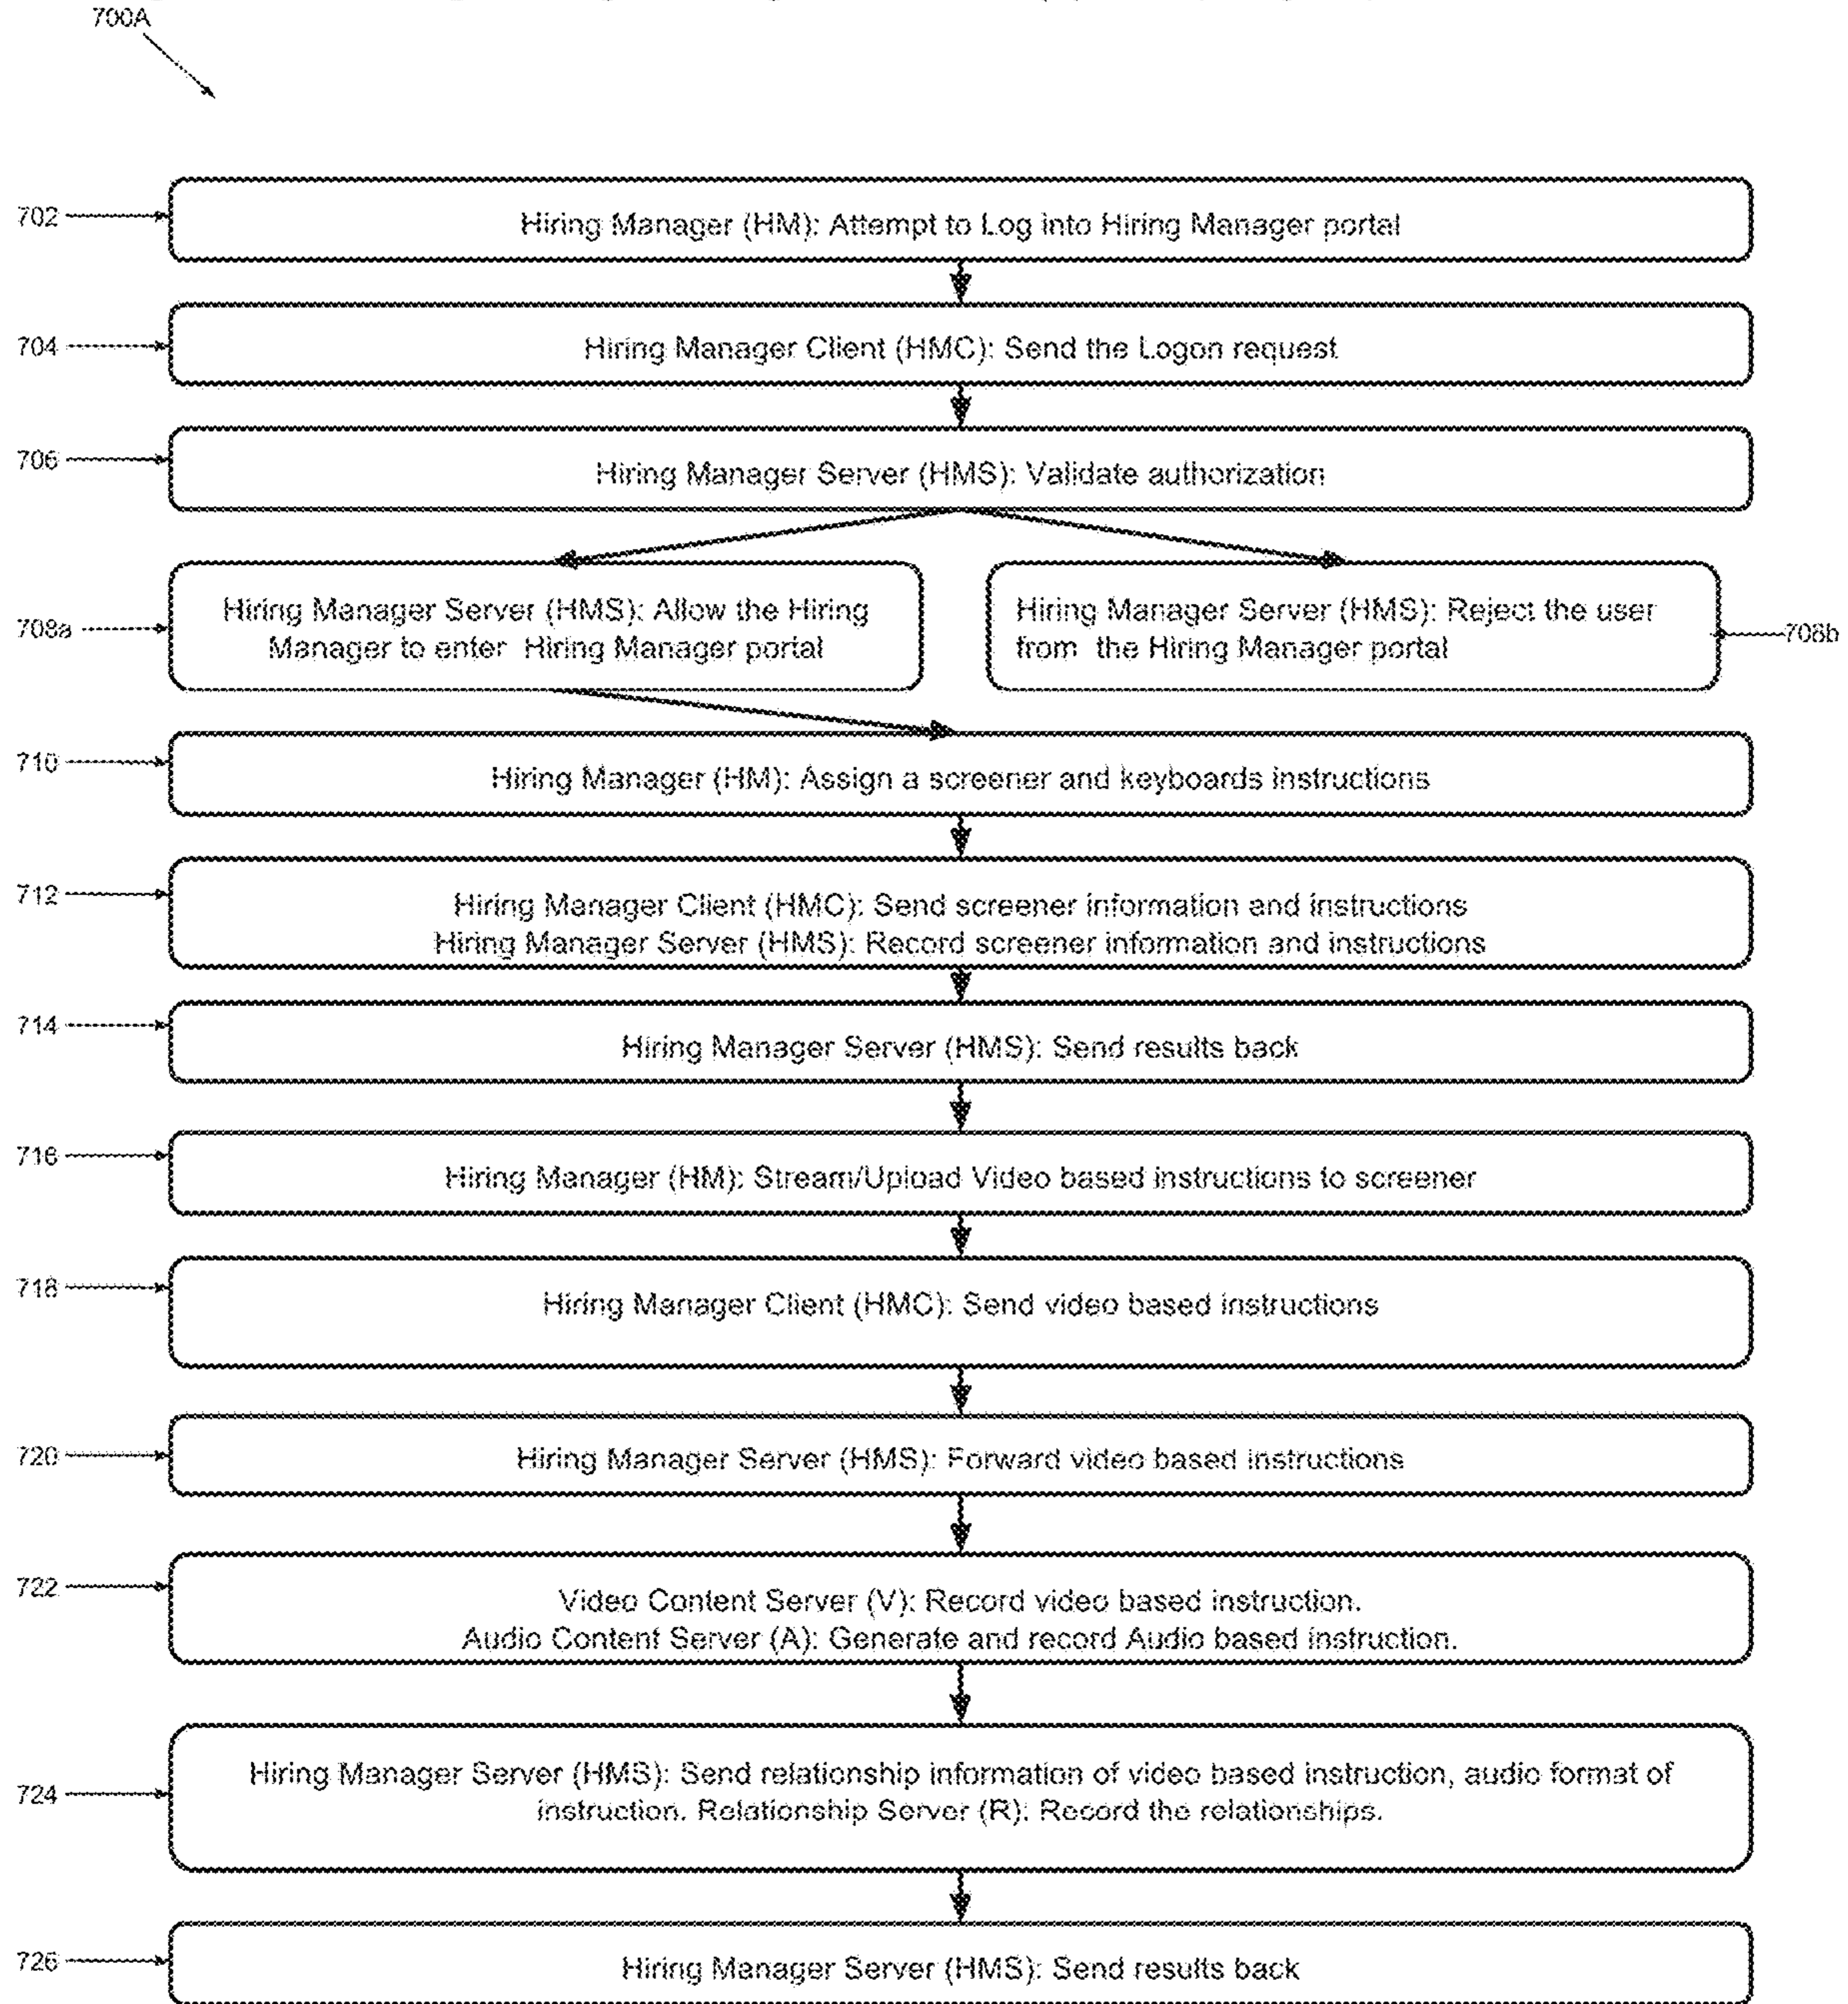 700A
702
Hiring Manager (HM): Attempt to Log into Hiring Manager portal
704
Hiring Manager Client (HMC): Send the Logon request
706
Hiring Manager Server (HMS): Validate authorization
708a
Hiring Manager Server (HMS): Allow the Hiring
Manager to enter Hiring Manager portal
Hiring Manager Server (HMS): Reject the user
from the Hiring Manager portal
708b
710
Hiring Manager (HM): Assign a screener and keyboards instructions
712
Hiring Manager Client (HMC): Send screener information and instructions
Hiring Manager Server (HMS): Record screener information and instructions
714
Hiring Manager Server (HMS): Send results back
716
Hiring Manager (HM): Stream/Upload Video based instructions to screener
718
Hiring Manager Client (HMC): Send video based instructions
720
Hiring Manager Server (HMS): Forward video based instructions
722
Video Content Server (V): Record video based instruction.
Audio Content Server (A): Generate and record Audio based instruction.
724
Hiring Manager Server (HMS): Send relationship information of video based instruction, audio format of
instruction. Relationship Server (R): Record the relationships.
726
Hiring Manager Server (HMS): Send results back